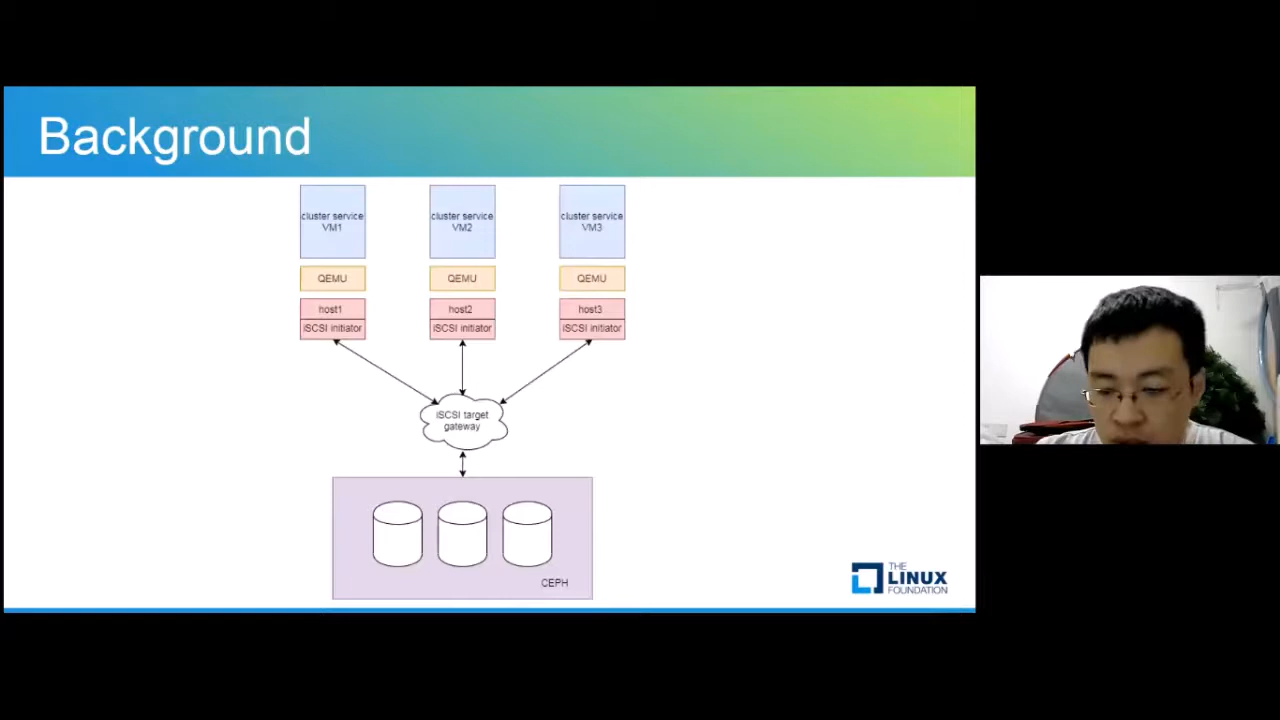 Background
cluster service
VM1
cluster service
VM2
cluster service
VM3
QEMU
QEMU
QEMU
host1
host2
host3
iSCSI initiator
iSCSI initiator
iSCSI initiator
iSCSI target
gateway
CEPH
THE
LINUX
FOUNDATION